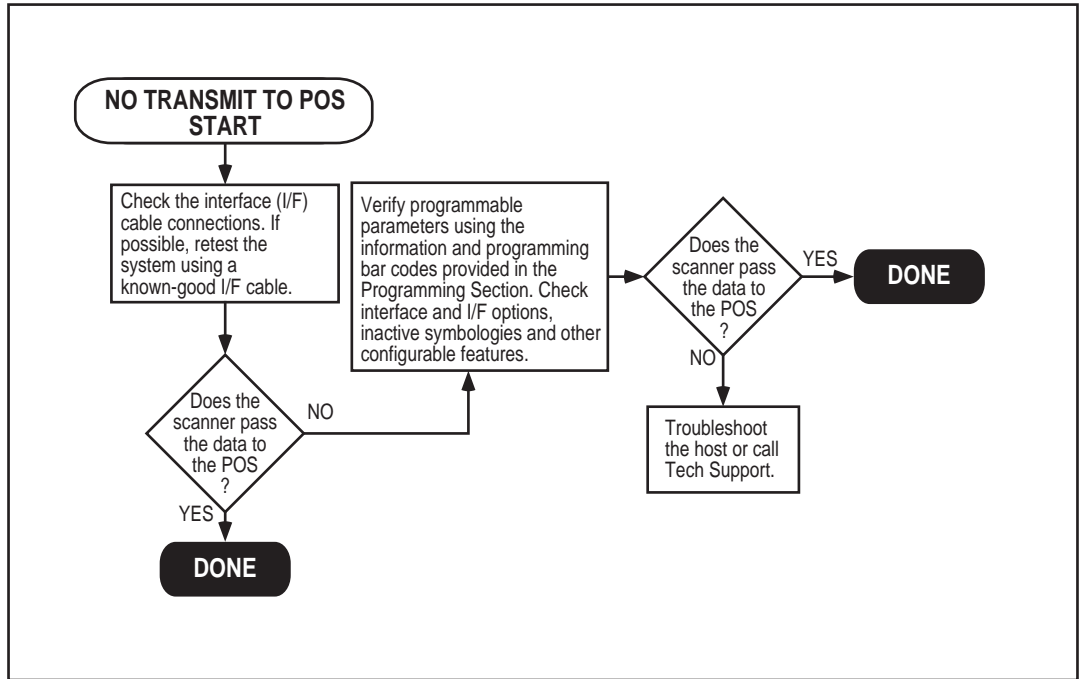 NO TRANSMIT TO POS
START
Check the interface (I/F)
cable connections. If
possible, retest the
system using a
known-good I/F cable.
Does the
scanner pass
the data to
the POS
?
NO
YES
DONE
Verify programmable
parameters using the
information and programming
bar codes provided in the
Programming Section. Check
interface and I/F options,
inactive symbologies and other
configurable features.
Does the
scanner pass
the data to
the POS
?
YES
DONE
NO
Troubleshoot
the host or call
Tech Support.